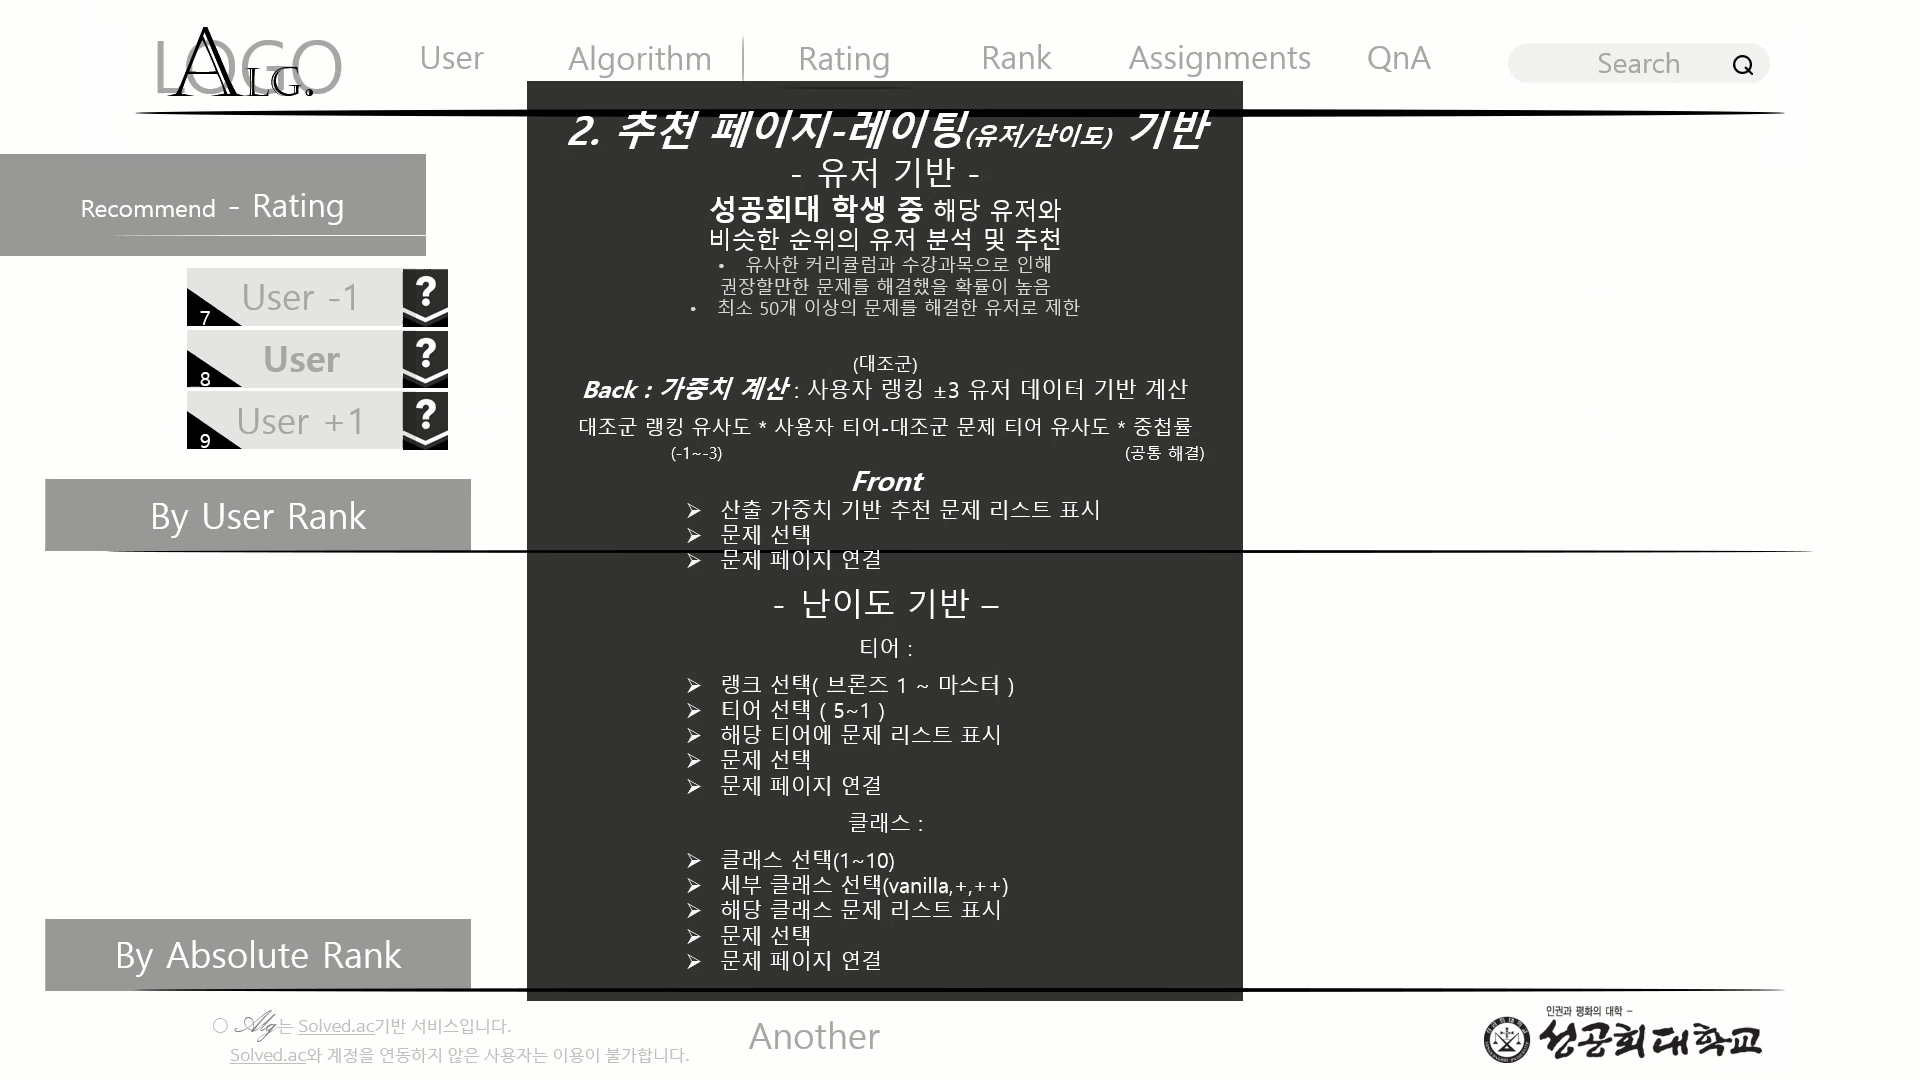 LOGO
ALG.
User
Algorithm
Rating
Rank
Assignments
QnA
Search
Recommend - Rating
7
User -1
?
8
User
?
9
User +1
?
By User Rank
By Absolute Rank
2. 추천 페이지-레이팅(유저/난이도) 기반
- 유저 기반 -
성공회대 학생 중 해당 유저와
비슷한 순위의 유저 분석 및 추천
• 유사한 커리큘럼과 수강과목으로 인해
권장할만한 문제를 해결했을 확률이 높음
• 최소 50개 이상의 문제를 해결한 유저로 제한
(대조군)
Back : 가중치 계산 : 사용자 랭킹 ±3 유저 데이터 기반 계산
대조군 랭킹 유사도 * 사용자 티어-대조군 문제 티어 유사도 * 중첩률
(-1~-3) (공통 해결)
Front
➢ 산출 가중치 기반 추천 문제 리스트 표시
➢ 문제 선택
➢ 문제 페이지 연결
- 난이도 기반 –
티어 :
➢ 랭크 선택( 브론즈 1 ~ 마스터 )
➢ 티어 선택 ( 5~1 )
➢ 해당 티어에 문제 리스트 표시
➢ 문제 선택
➢ 문제 페이지 연결
클래스 :
➢ 클래스 선택(1~10)
➢ 세부 클래스 선택(vanilla,+,++)
➢ 해당 클래스 문제 리스트 표시
➢ 문제 선택
➢ 문제 페이지 연결
○ Alg는 Solved.ac기반 서비스입니다.
Solved.ac와 계정을 연동하지 않은 사용자는 이용이 불가합니다.
Another
인권과 평화의 대학 –
성공회대학교